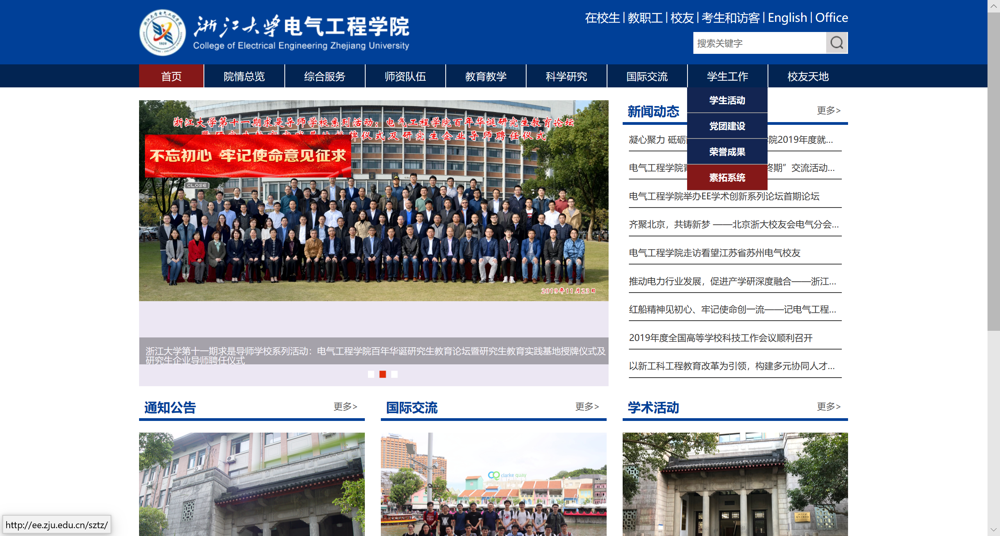 浙江大学电气工程学院
College of Electrical Engineering Zhejiang University
在校生 | 教职工 | 校友 | 考生和访客 | English | Office
搜索关键字
首页 院情总览 综合服务 师资队伍 教育教学 科学研究 国际交流 学生工作 校友天地
学生活动
党团建设
荣誉成果
素拓系统
浙江大学第十一期求是导师学校系列活动：电气工程学院百年华诞研究生教育论坛
牌仪式及研究生企业导师聘任仪式
不忘初心 牢记使命意见征求
CLOSE
2019年11月23日
浙江大学第十一期求是导师学校系列活动：电气工程学院百年华诞研究生教育论坛暨研究生教育实践基地授牌仪式及
研究生企业导师聘任仪式
新闻动态 更多>
凝心聚力 砥砺 院2019年度就...
电气工程学院 终期”交流活动...
电气工程学院举办EE学术创新系列论坛首期论坛
齐聚北京，共铸新梦 ——北京浙大校友会电气分会...
电气工程学院走访看望江苏省苏州电气校友
推动电力行业发展，促进产学研深度融合——浙江...
红船精神见初心、牢记使命创一流——记电气工程...
2019年度全国高等学校科技工作会议顺利召开
以新工科工程教育改革为引领，构建多元协同人才...
通知公告 更多>
国际交流 更多>
学术活动 更多>
NOVOTEL
clarke quay
浙江大学
电气工程学院
http://ee.zju.edu.cn/sztz/